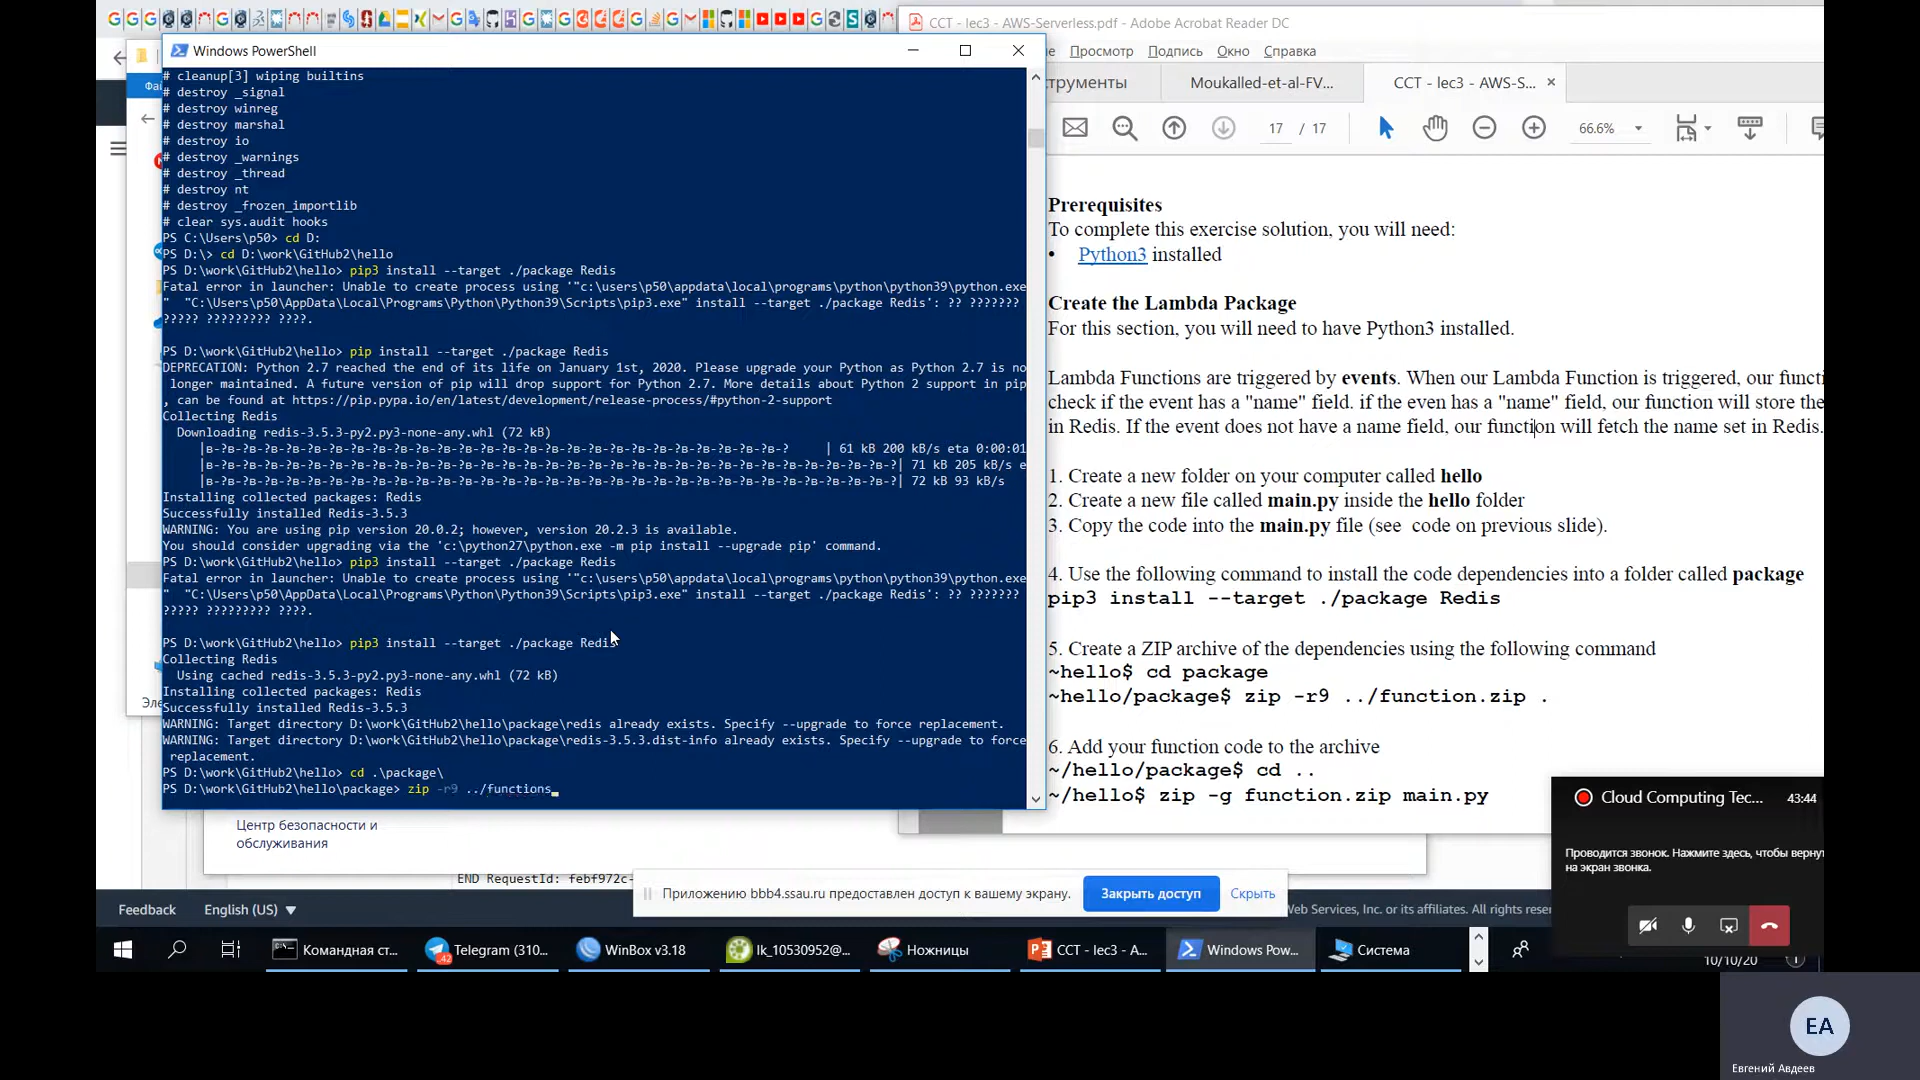 CCT - lec3 - AWS-Serverless.pdf - Adobe Acrobat Reader DC
Windows PowerShell
Просмотр Подпись Окно Справка
Moukalled-et-al-FV...
CCT - lec3 - AWS-S...
17 / 17
66.6%
# cleanup[3] wiping builtins
# destroy _signal
# destroy winreg
# destroy marshal
# destroy io
# destroy _warnings
# destroy _thread
# destroy nt
# destroy _frozen_importlib
# clear sys.audit hooks
PS C:\Users\p50> cd D:
PS D:\> cd D:\work\GitHub2\hello
PS D:\work\GitHub2\hello> pip3 install --target ./package Redis
Fatal error in launcher: Unable to create process using '"c:\users\p50\appdata\local\programs\python\python39\python.exe
"  "C:\Users\p50\AppData\Local\Programs\Python\Python39\Scripts\pip3.exe" install --target ./package Redis': ?? ???????
????? ????????? ????.
PS D:\work\GitHub2\hello> pip install --target ./package Redis
DEPRECATION: Python 2.7 reached the end of its life on January 1st, 2020. Please upgrade your Python as Python 2.7 is no
longer maintained. A future version of pip will drop support for Python 2.7. More details about Python 2 support in pip
, can be found at https://pip.pypa.io/en/latest/development/release-process/#python-2-support
Collecting Redis
Downloading redis-3.5.3-py2.py3-none-any.whl (72 kB)
| 61 kB 200 kB/s eta 0:00:01
| 71 kB 205 kB/s e
| 72 kB 93 kB/s
Installing collected packages: Redis
Successfully installed Redis-3.5.3
WARNING: You are using pip version 20.0.2; however, version 20.2.3 is available.
You should consider upgrading via the 'c:\python27\python.exe -m pip install --upgrade pip' command.
PS D:\work\GitHub2\hello> pip3 install --target ./package Redis
Fatal error in launcher: Unable to create process using '"c:\users\p50\appdata\local\programs\python\python39\python.exe
"  "C:\Users\p50\AppData\Local\Programs\Python\Python39\Scripts\pip3.exe" install --target ./package Redis': ?? ???????
????? ????????? ????.
PS D:\work\GitHub2\hello> pip3 install --target ./package Redis
Collecting Redis
Using cached redis-3.5.3-py2.py3-none-any.whl (72 kB)
Installing collected packages: Redis
Successfully installed Redis-3.5.3
WARNING: Target directory D:\work\GitHub2\hello\package\redis already exists. Specify --upgrade to force replacement.
WARNING: Target directory D:\work\GitHub2\hello\package\redis-3.5.3.dist-info already exists. Specify --upgrade to force
replacement.
PS D:\work\GitHub2\hello> cd .\package\
PS D:\work\GitHub2\hello\package> zip -r9 ../functions_
Prerequisites
To complete this exercise solution, you will need:
• Python3 installed
Create the Lambda Package
For this section, you will need to have Python3 installed.
Lambda Functions are triggered by events. When our Lambda Function is triggered, our functi
check if the event has a "name" field. if the even has a "name" field, our function will store the
in Redis. If the event does not have a name field, our function will fetch the name set in Redis.
1. Create a new folder on your computer called hello
2. Create a new file called main.py inside the hello folder
3. Copy the code into the main.py file (see code on previous slide).
4. Use the following command to install the code dependencies into a folder called package
pip3 install --target ./package Redis
5. Create a ZIP archive of the dependencies using the following command
~hello$ cd package
~hello/package$ zip -r9 ../function.zip .
6. Add your function code to the archive
~/hello/package$ cd ..
~/hello$ zip -g function.zip main.py
Cloud Computing Tec... 43:44
Проводится звонок. Нажмите здесь, чтобы верну
на экран звонка.
Центр безопасности и
обслуживания
END RequestId: febf972c-
Приложению bbb4.ssau.ru предоставлен доступ к вашему экрану. Закрыть доступ Скрыть
Feedback English (US)
Web Services, Inc. or its affiliates. All rights rese
Командная ст...
Telegram (310...
WinBox v3.18
lk_10530952@...
Ножницы
CCT - lec3 - A...
Windows Pow...
Система
10/10/20
EA
Евгений Авдеев